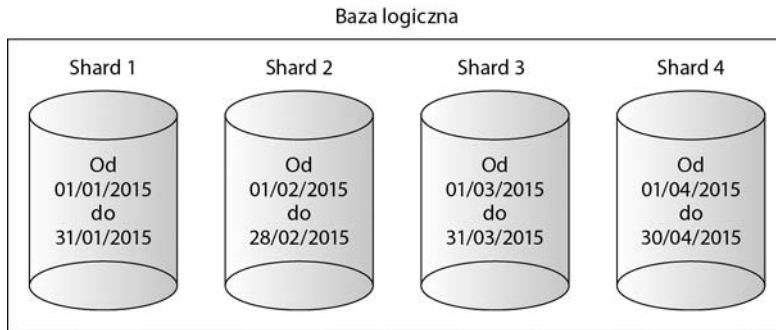 Baza logiczna
Shard 1
Shard 2
Shard 3
Shard 4
Od
01/01/2015
do
31/01/2015
Od
01/02/2015
do
28/02/2015
Od
01/03/2015
do
31/03/2015
Od
01/04/2015
do
30/04/2015